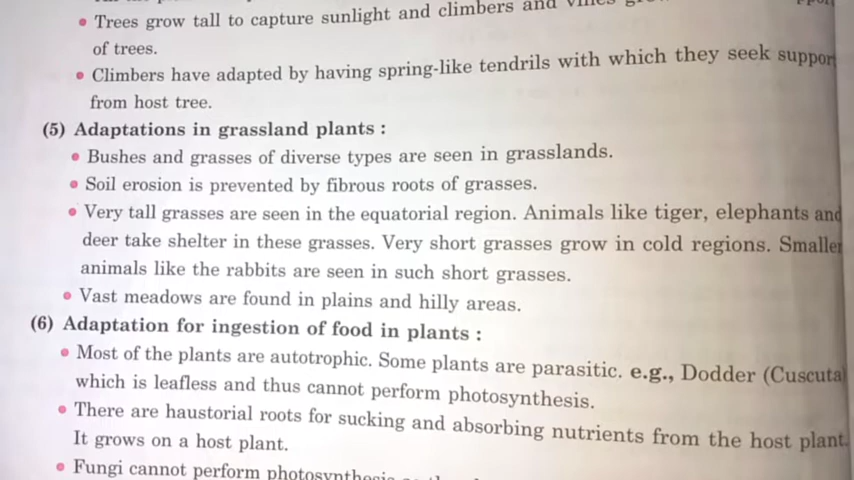 • Trees grow tall to capture sunlight and climbers and vines
of trees.
• Climbers have adapted by having spring-like tendrils with which they seek suppor
from host tree.
(5) Adaptations in grassland plants :
• Bushes and grasses of diverse types are seen in grasslands.
• Soil erosion is prevented by fibrous roots of grasses.
• Very tall grasses are seen in the equatorial region. Animals like tiger, elephants and
deer take shelter in these grasses. Very short grasses grow in cold regions. Smaller
animals like the rabbits are seen in such short grasses.
• Vast meadows are found in plains and hilly areas.
(6) Adaptation for ingestion of food in plants :
• Most of the plants are autotrophic. Some plants are parasitic. e.g., Dodder (Cuscuta)
which is leafless and thus cannot perform photosynthesis.
• There are haustorial roots for sucking and absorbing nutrients from the host plant.
It grows on a host plant.
• Fungi cannot perform photosynthesis